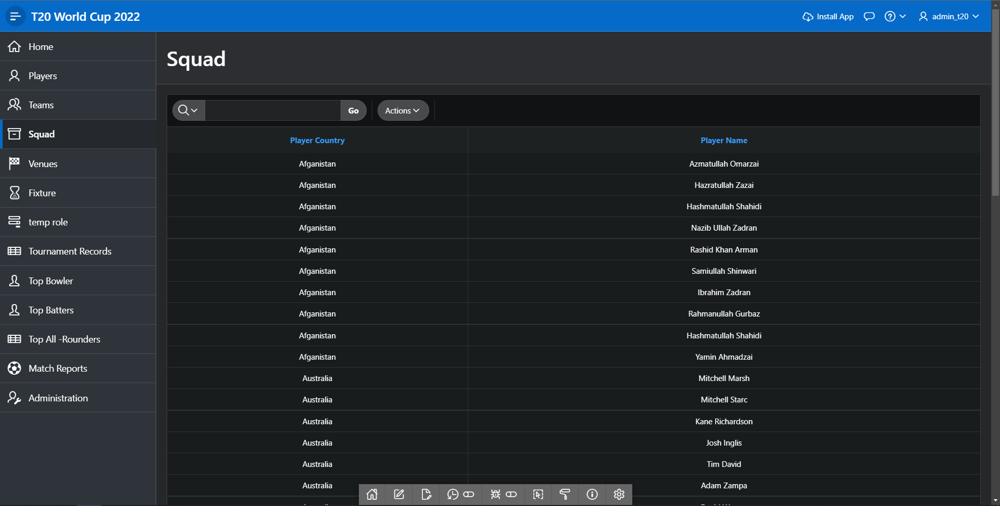 T20 World Cup 2022
Install App
admin_t20
Home
Players
Teams
Squad
Venues
Fixture
temp role
Tournament Records
Top Bowler
Top Batters
Top All -Rounders
Match Reports
Administration
Squad
Go
Actions
Player Country Player Name
Afganistan Azmatullah Omarzai
Afganistan Hazratullah Zazai
Afganistan Hashmatullah Shahidi
Afganistan Nazib Ullah Zadran
Afganistan Rashid Khan Arman
Afganistan Samiullah Shinwari
Afganistan Ibrahim Zadran
Afganistan Rahmanullah Gurbaz
Afganistan Hashmatullah Shahidi
Afganistan Yamin Ahmadzai
Australia Mitchell Marsh
Australia Mitchell Starc
Australia Kane Richardson
Australia Josh Inglis
Australia Tim David
Australia Adam Zampa